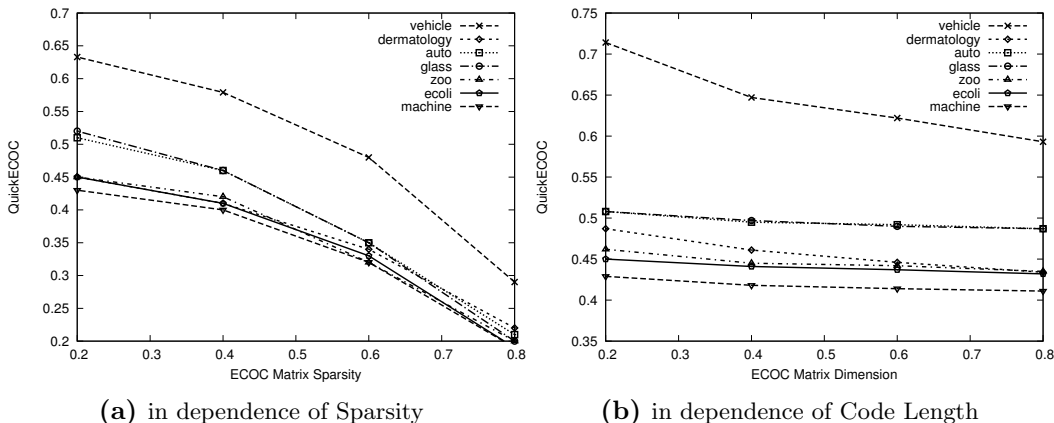 0.7
0.65
0.6
0.55
0.5
0.45
0.4
0.35
0.3
0.25
0.2
QuickECOC
vehicle
dermatology
auto
glass
zoo
ecoli
machine
0.2 0.3 0.4 0.5 0.6 0.7 0.8
ECOC Matrix Sparsity
(a) in dependence of Sparsity
0.75
0.7
0.65
0.6
0.55
0.5
0.45
0.4
0.35
QuickECOC
vehicle
dermatology
auto
glass
zoo
ecoli
machine
0.2 0.3 0.4 0.5 0.6 0.7 0.8
ECOC Matrix Dimension
(b) in dependence of Code Length